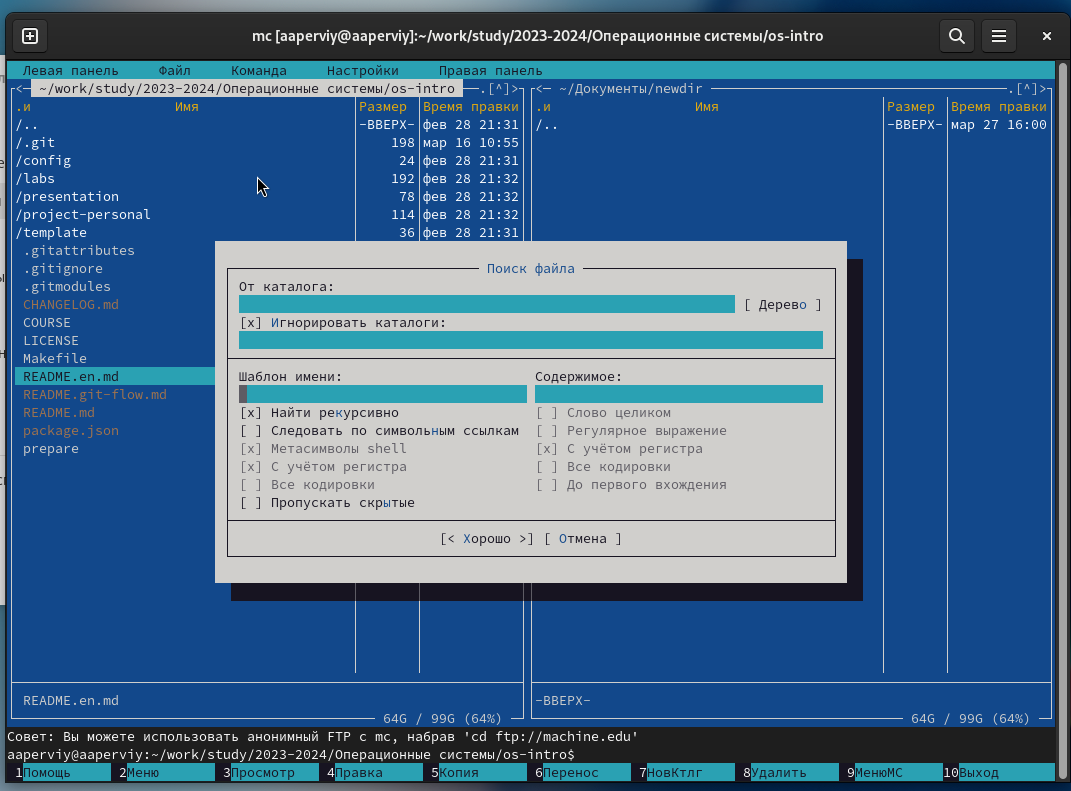 mc [aaperviy@aaperviy]:~/work/study/2023-2024/Операционные системы/os-intro
Левая панель Файл Команда Настройки Правая панель
<─ ~/work/study/2023-2024/Операционные системы/os-intro ─.[^]>
.и Имя Размер Время правки
/.. -ВВЕРХ- фев 28 21:31
/.git 198 мар 16 10:55
/config 24 фев 28 21:31
/labs 192 фев 28 21:32
/presentation 78 фев 28 21:32
/project-personal 114 фев 28 21:32
/template 36 фев 28 21:31
.gitattributes
.gitignore
.gitmodules
CHANGELOG.md
COURSE
LICENSE
Makefile
README.en.md
README.git-flow.md
README.md
package.json
prepare
README.en.md
64G / 99G (64%)
<─ ~/Документы/newdir .[^]>
.и Имя Размер Время правки
/.. -ВВЕРХ- мар 27 16:00
-ВВЕРХ-
64G / 99G (64%)
Поиск файла
От каталога:
[ Дерево ]
[x] Игнорировать каталоги:
Шаблон имени:
[x] Найти рекурсивно
[ ] Следовать по символьным ссылкам
[x] Метасимволы shell
[x] С учётом регистра
[ ] Все кодировки
[ ] Пропускать скрытые
Содержимое:
[ ] Слово целиком
[ ] Регулярное выражение
[x] С учётом регистра
[ ] Все кодировки
[ ] До первого вхождения
[< Хорошо >] [ Отмена ]
Совет: Вы можете использовать анонимный FTP с mc, набрав 'cd ftp://machine.edu'
aaperviy@aaperviy:~/work/study/2023-2024/Операционные системы/os-intro$
1Помощь 2Меню 3Просмотр 4Правка 5Копия 6Перенос 7НовКтлг 8Удалить 9МенюМС 10Выход